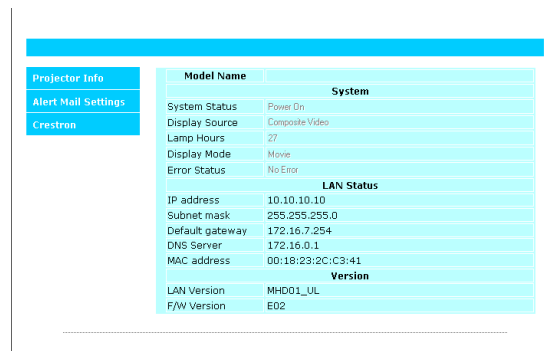 Projector Info
Alert Mail Settings
Crestron
Model Name
System
System Status Power On
Display Source Composite Video
Lamp Hours 27
Display Mode Movie
Error Status No Error
LAN Status
IP address 10.10.10.10
Subnet mask 255.255.255.0
Default gateway 172.16.7.254
DNS Server 172.16.0.1
MAC address 00:18:23:2C:C3:41
Version
LAN Version MHD01_UL
F/W Version E02